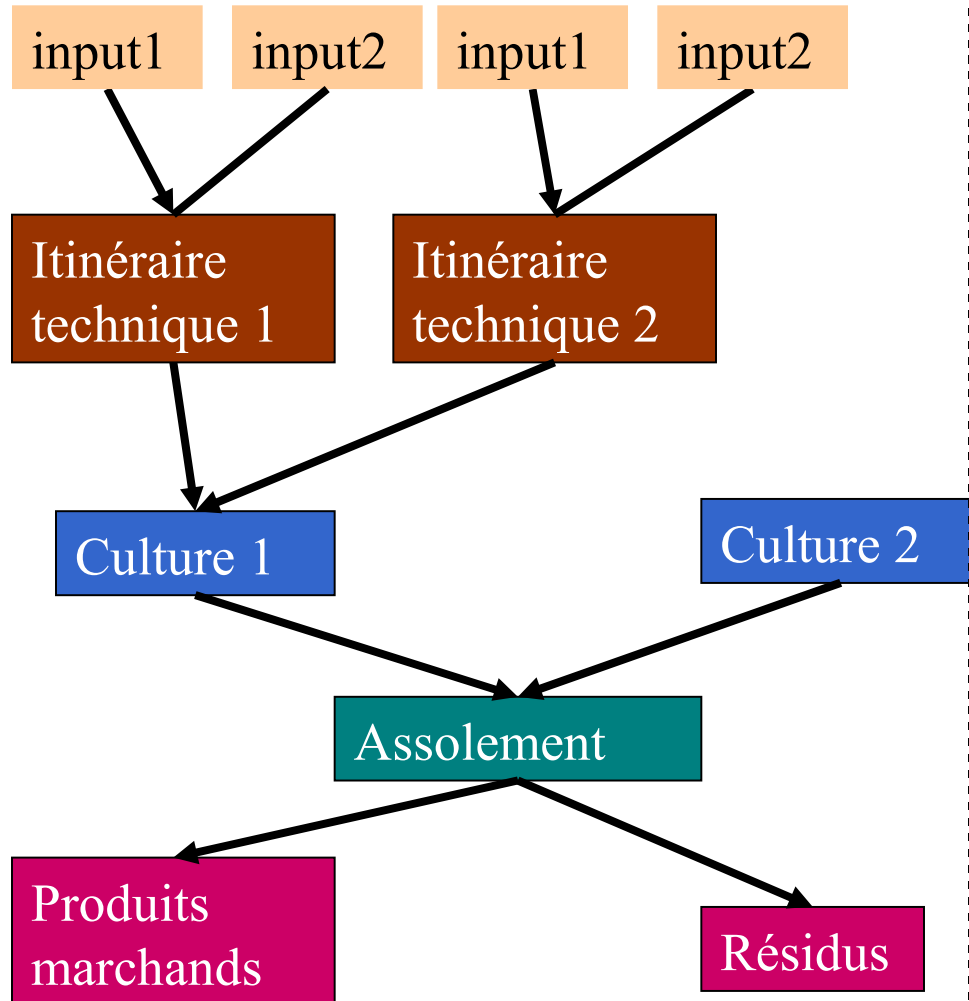 input1
input2
input1
input2
Itinéraire
technique 1
Itinéraire
technique 2
Culture 1
Culture 2
Assolement
Produits
marchands
Résidus